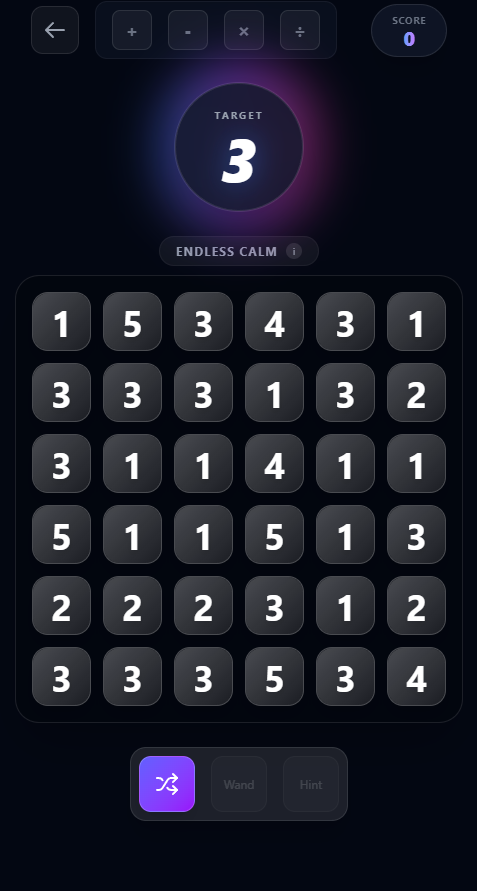 + - × ÷
SCORE
0
TARGET
3
ENDLESS CALM i
1 5 3 4 3 1
3 3 3 1 3 2
3 1 1 4 1 1
5 1 1 5 1 3
2 2 2 3 1 2
3 3 3 5 3 4
Wand Hint